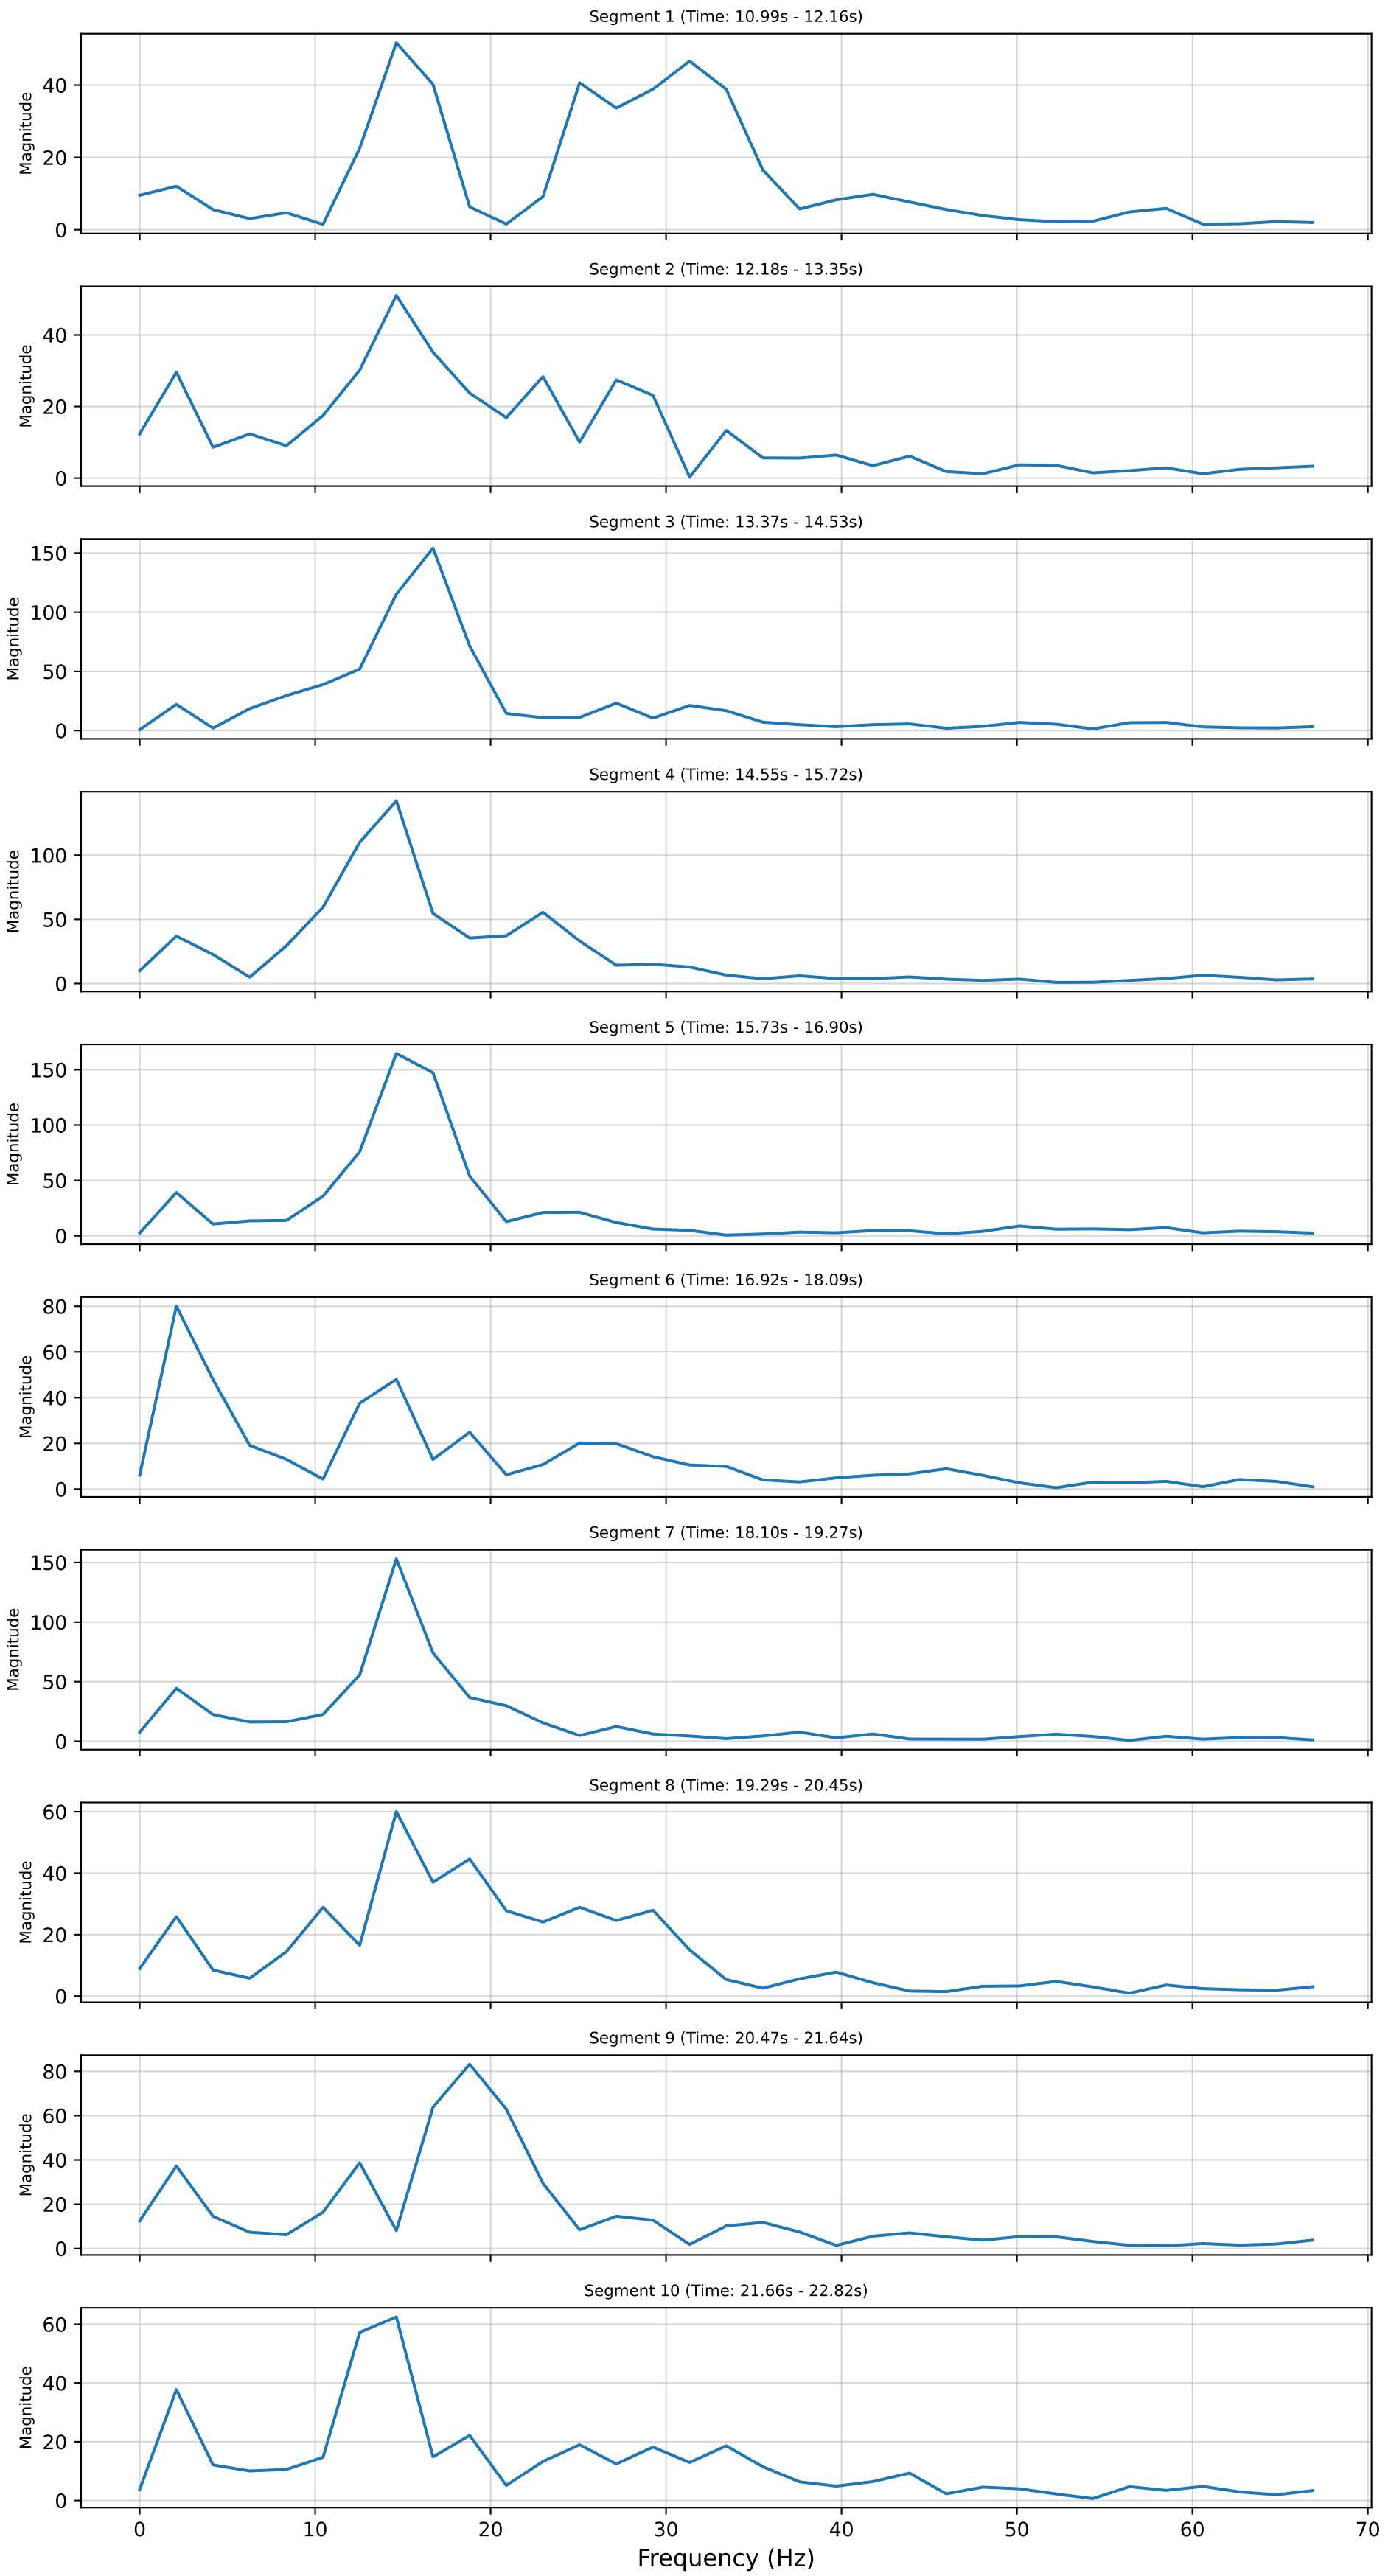 Segment 1 (Time: 10.99s - 12.16s)
Magnitude
40
20
0
Segment 2 (Time: 12.18s - 13.35s)
Magnitude
40
20
0
Segment 3 (Time: 13.37s - 14.53s)
Magnitude
150
100
50
0
Segment 4 (Time: 14.55s - 15.72s)
Magnitude
100
50
0
Segment 5 (Time: 15.73s - 16.90s)
Magnitude
150
100
50
0
Segment 6 (Time: 16.92s - 18.09s)
Magnitude
80
60
40
20
0
Segment 7 (Time: 18.10s - 19.27s)
Magnitude
150
100
50
0
Segment 8 (Time: 19.29s - 20.45s)
Magnitude
60
40
20
0
Segment 9 (Time: 20.47s - 21.64s)
Magnitude
80
60
40
20
0
Segment 10 (Time: 21.66s - 22.82s)
Magnitude
60
40
20
0
0 10 20 30 40 50 60 70
Frequency (Hz)